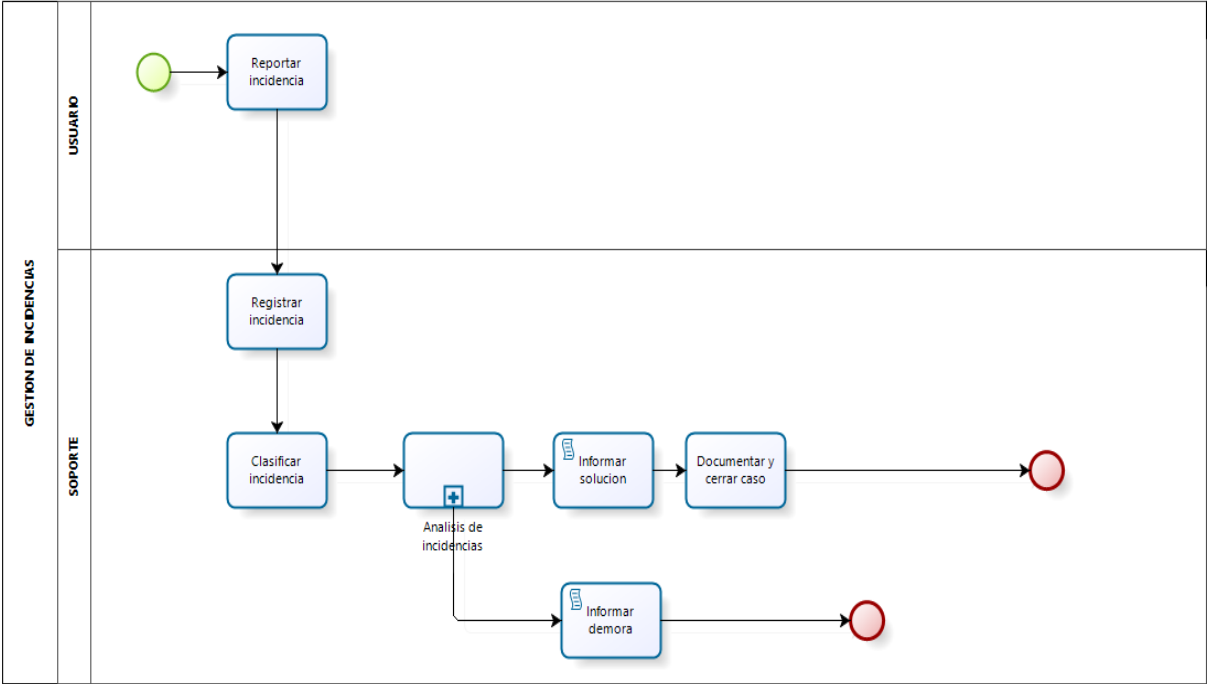 GESTION DE INCIDENCIAS
USUARIO
Reportar
incidencia
SOPORTE
Registrar
incidencia
Clasificar
incidencia
Analisis de
incidencias
Informar
solucion
Documentar y
cerrar caso
Informar
demora